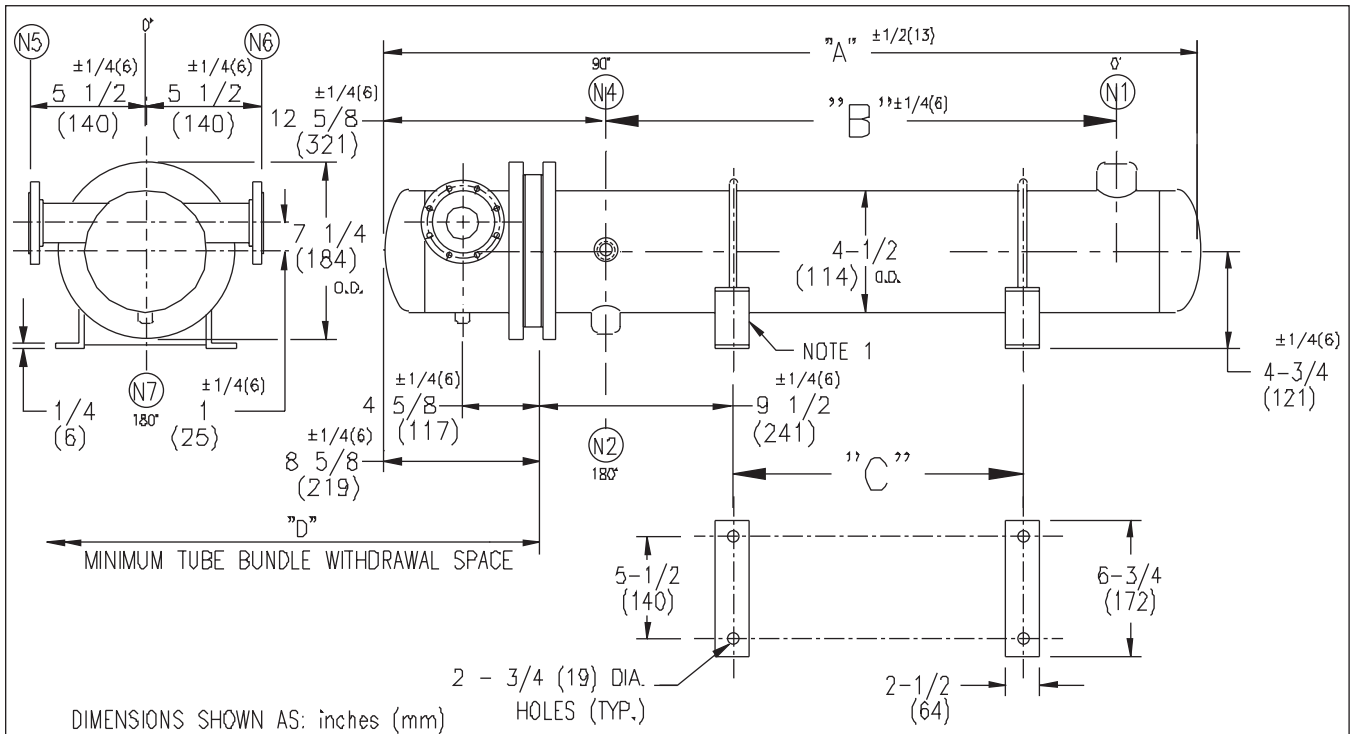 N5
0°
N6
±1/4(6) ±1/4(6)
5 1/2 5 1/2
(140) (140)
"A" ±1/2(13)
90°
N4
0°
N1
±1/4(6)
12 5/8
(321)
"B" ±1/4(6)
7 1/4
(184)
O.D.
4-1/2
(114) O.D.
NOTE 1
±1/4(6)
4-3/4
(121)
1/4
(6)
N7
180°
±1/4(6)
1
(25)
±1/4(6)
4 5/8
(117)
±1/4(6)
9 1/2
(241)
±1/4(6)
8 5/8
(219)
N2
180°
"C"
"D"
MINIMUM TUBE BUNDLE WITHDRAWAL SPACE
5-1/2
(140)
6-3/4
(172)
2 - 3/4 (19) DIA.
HOLES (TYP.)
2-1/2
(64)
DIMENSIONS SHOWN AS: inches (mm)